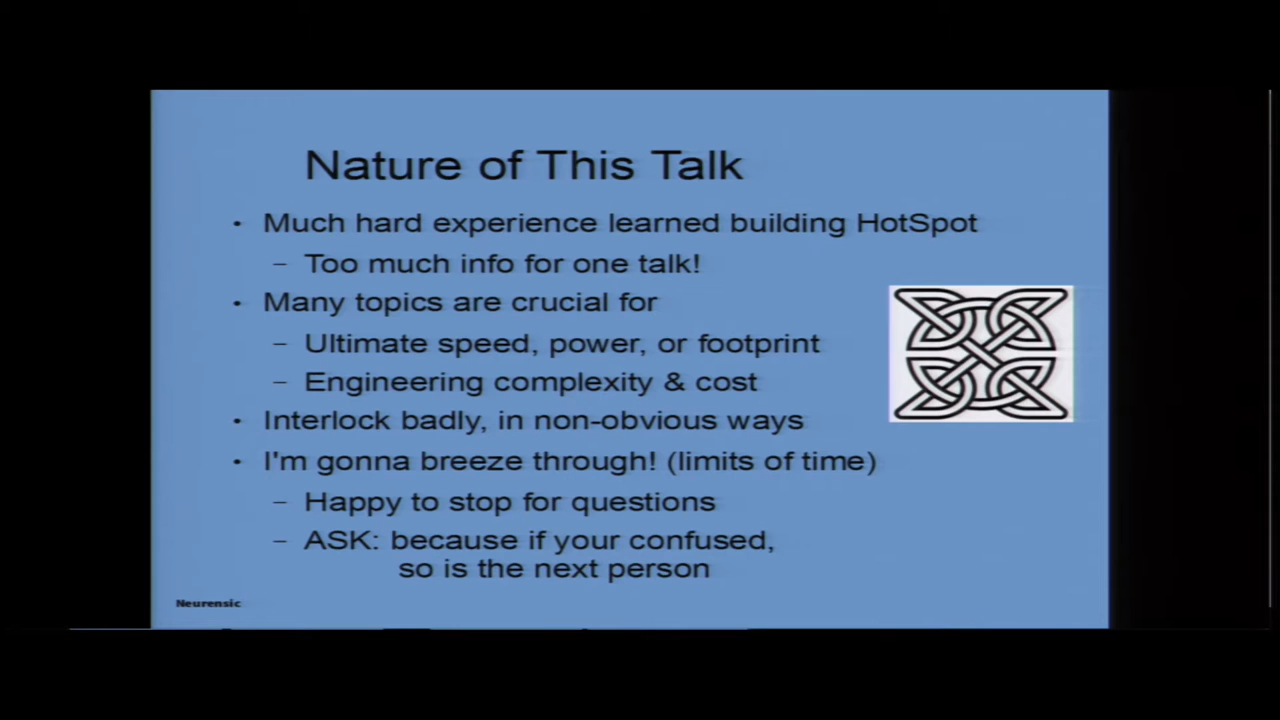 Nature of This Talk
• Much hard experience learned building HotSpot
– Too much info for one talk!
• Many topics are crucial for
– Ultimate speed, power, or footprint
– Engineering complexity & cost
• Interlock badly, in non-obvious ways
• I'm gonna breeze through! (limits of time)
– Happy to stop for questions
– ASK: because if your confused,
so is the next person
Neurensic